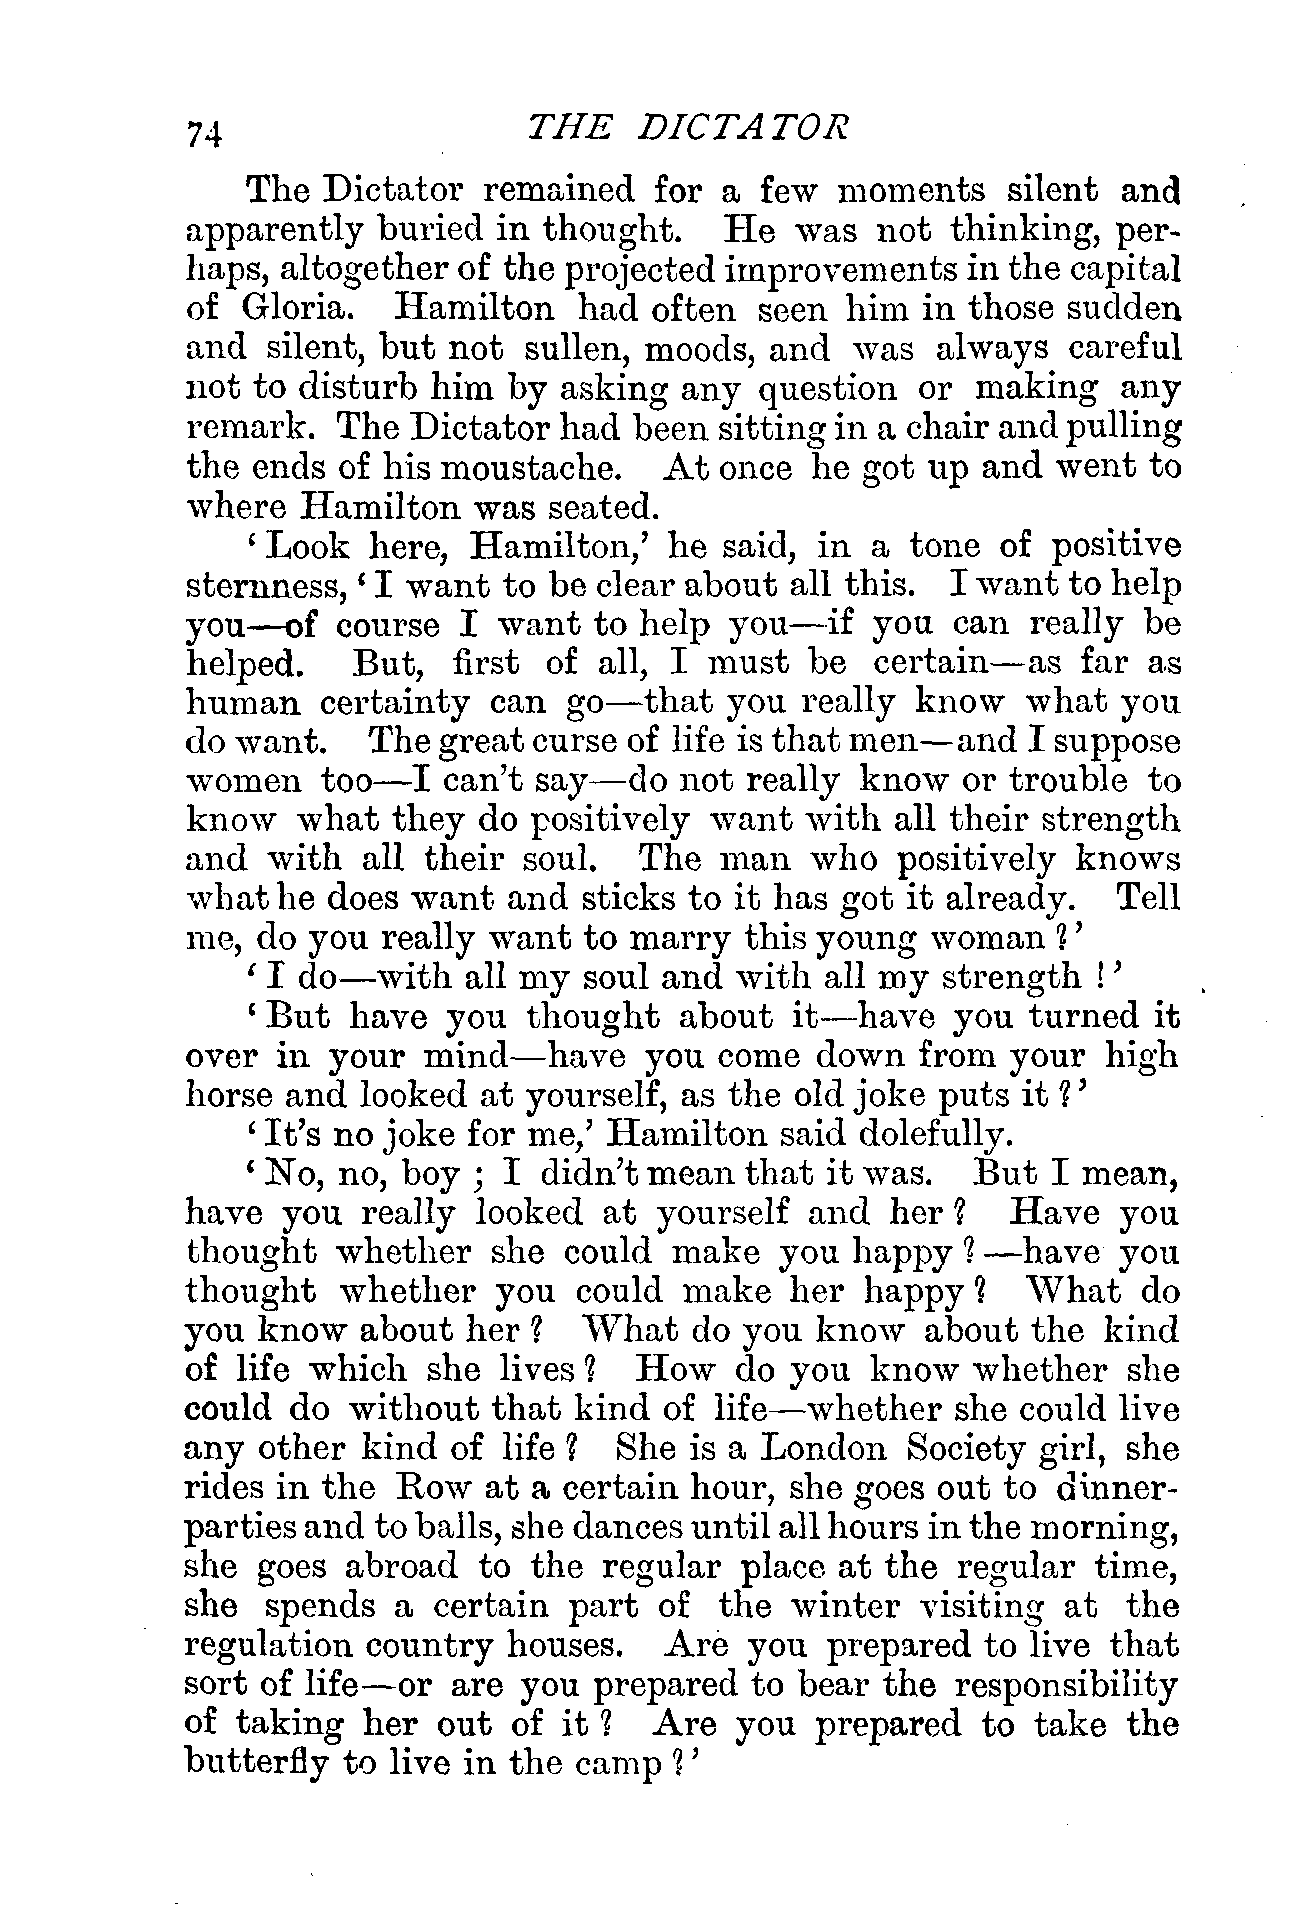 74 THE DICTATOR
The Dictator remained for a few moments silent and
apparently buried in thought. He was not thinking, per-
haps, altogether of the projected improvements in the capital
of Gloria. Hamilton had often seen him in those sudden
and silent, but not sullen, moods, and was always careful
not to disturb him by asking any question or making any
remark. The Dictator had been sitting in a chair and pulling
the ends of his moustache. At once he got up and went to
where Hamilton was seated.
‘Look here, Hamilton,’ he said, in a tone of positive
sternness, ‘I want to be clear about all this. I want to help
you—of course I want to help you—if you can really be
helped. But, first of all, I must be certain—as far as
human certainty can go—that you really know what you
do want. The great curse of life is that men—and I suppose
women too—I can’t say—do not really know or trouble to
know what they do positively want with all their strength
and with all their soul. The man who positively knows
what he does want and sticks to it has got it already. Tell
me, do you really want to marry this young woman?’
‘I do—with all my soul and with all my strength!’
‘But have you thought about it—have you turned it
over in your mind—have you come down from your high
horse and looked at yourself, as the old joke puts it?’
‘It’s no joke for me,’ Hamilton said dolefully.
‘No, no, boy; I didn’t mean that it was. But I mean,
have you really looked at yourself and her? Have you
thought whether she could make you happy?—have you
thought whether you could make her happy? What do
you know about her? What do you know about the kind
of life which she lives? How do you know whether she
could do without that kind of life—whether she could live
any other kind of life? She is a London Society girl, she
rides in the Row at a certain hour, she goes out to dinner-
parties and to balls, she dances until all hours in the morning,
she goes abroad to the regular place at the regular time,
she spends a certain part of the winter visiting at the
regulation country houses. Are you prepared to live that
sort of life—or are you prepared to bear the responsibility
of taking her out of it? Are you prepared to take the
butterfly to live in the camp?’